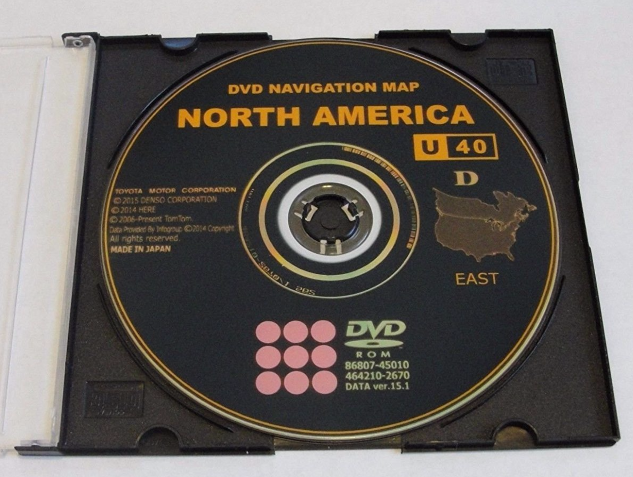 DVD NAVIGATION MAP
NORTH AMERICA
U 40
D
EAST
TOYOTA MOTOR CORPORATION
©2015 DENSO CORPORATION
©2014 HERE
©2006-Present TomTom.
Data Provided By Infogroup ©2014 Copyright
All rights reserved.
MADE IN JAPAN
DVD
ROM
86807-45010
464210-2670
DATA ver.15.1